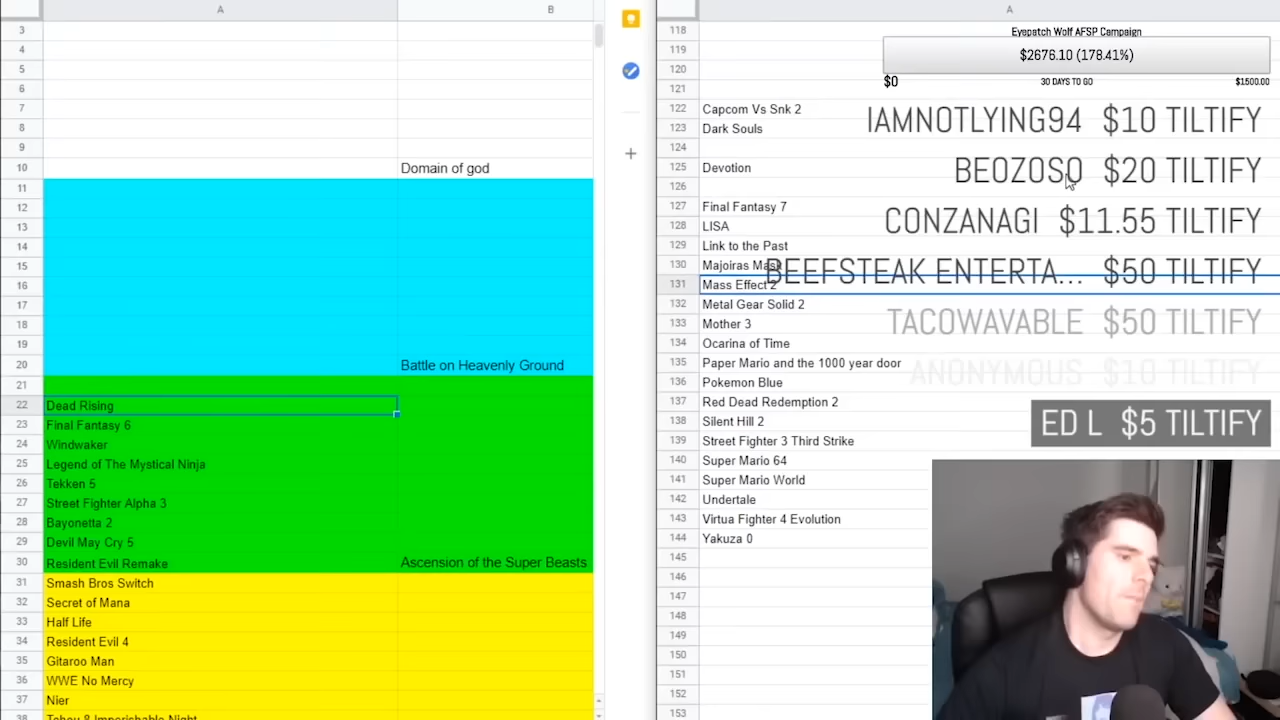 A
B
3
4
5
6
7
8
9
10 Domain of god
11
12
13
14
15
16
17
18
19
20 Battle on Heavenly Ground
21
22 Dead Rising
23 Final Fantasy 6
24 Windwaker
25 Legend of The Mystical Ninja
26 Tekken 5
27 Street Fighter Alpha 3
28 Bayonetta 2
29 Devil May Cry 5
30 Resident Evil Remake Ascension of the Super Beasts
31 Smash Bros Switch
32 Secret of Mana
33 Half Life
34 Resident Evil 4
35 Gitaroo Man
36 WWE No Mercy
37 Nier
38 Tohou 8 Imperishable Night
A
118
119
120
121
122 Capcom Vs Snk 2
123 Dark Souls
124
125 Devotion
126
127 Final Fantasy 7
128 LISA
129 Link to the Past
130 Majoiras Mask
131 Mass Effect 2
132 Metal Gear Solid 2
133 Mother 3
134 Ocarina of Time
135 Paper Mario and the 1000 year door
136 Pokemon Blue
137 Red Dead Redemption 2
138 Silent Hill 2
139 Street Fighter 3 Third Strike
140 Super Mario 64
141 Super Mario World
142 Undertale
143 Virtua Fighter 4 Evolution
144 Yakuza 0
145
146
147
148
149
150
151
152
153
Eyepatch Wolf AFSP Campaign
$2676.10 (178.41%)
$0 30 DAYS TO GO $1500.00
IAMNOTLYING94 $10 TILTIFY
BEOZOSO $20 TILTIFY
CONZANAGI $11.55 TILTIFY
BEEFSTEAK ENTERTA... $50 TILTIFY
TACOWAVABLE $50 TILTIFY
ANONYMOUS $10 TILTIFY
ED L $5 TILTIFY